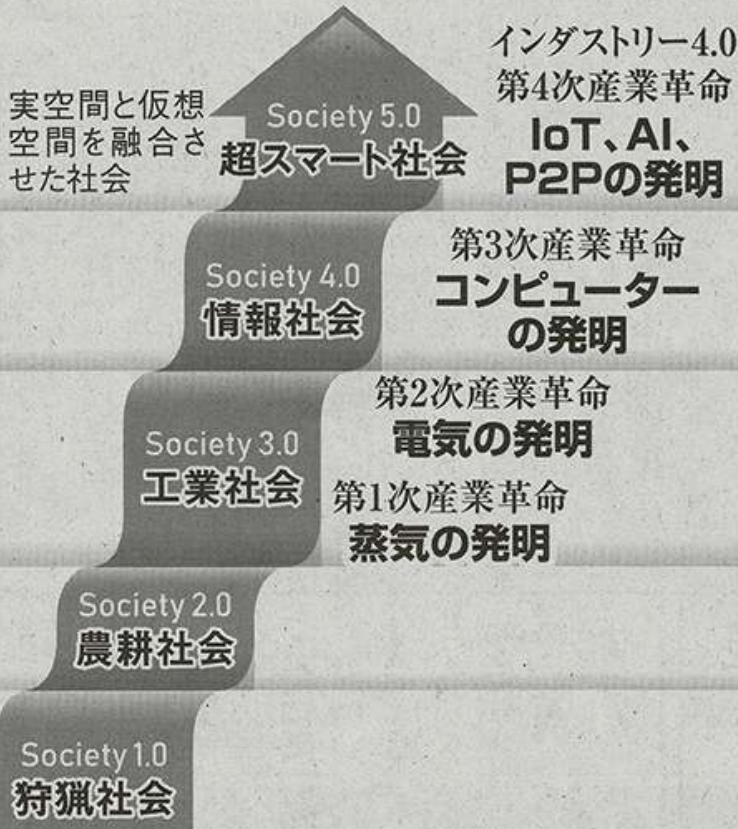 インダストリー4.0
第4次産業革命
IoT、AI、
P2Pの発明
実空間と仮想
空間を融合さ
せた社会
Society 5.0
超スマート社会
第3次産業革命
コンピューター
の発明
Society 4.0
情報社会
第2次産業革命
電気の発明
Society 3.0
工業社会
第1次産業革命
蒸気の発明
Society 2.0
農耕社会
Society 1.0
狩猟社会